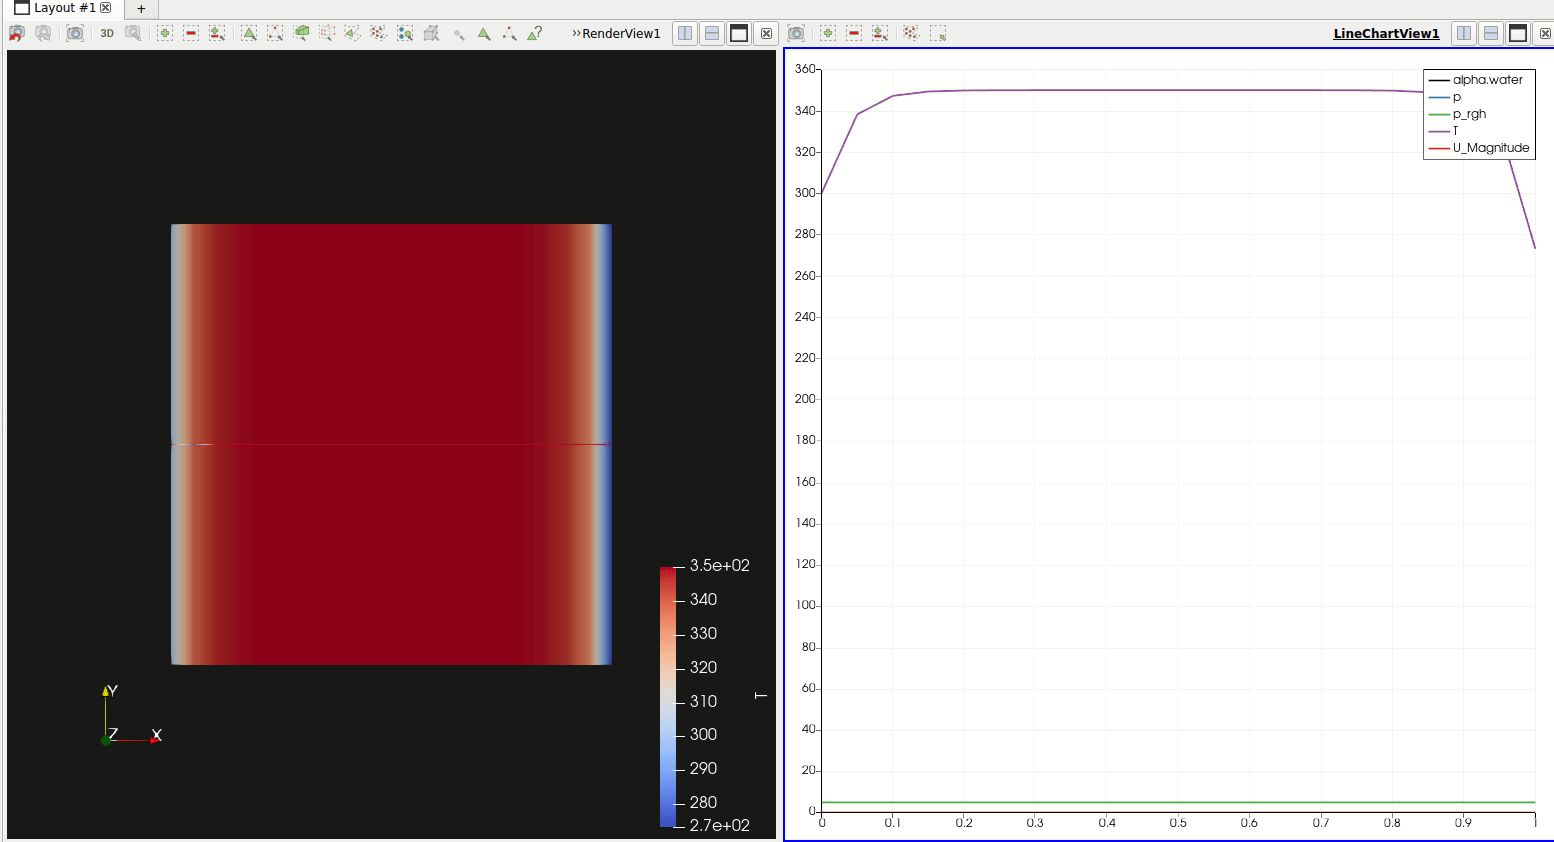 Layout #1
+
3D
RenderView1
LineChartView1
3.5e+02
340
330
320
310
300
290
280
2.7e+02
T
Y
Z
X
360
340
320
300
280
260
240
220
200
180
160
140
120
100
80
60
40
20
0
0 0.1 0.2 0.3 0.4 0.5 0.6 0.7 0.8 0.9 1
alpha.water
p
p_rgh
T
U_Magnitude